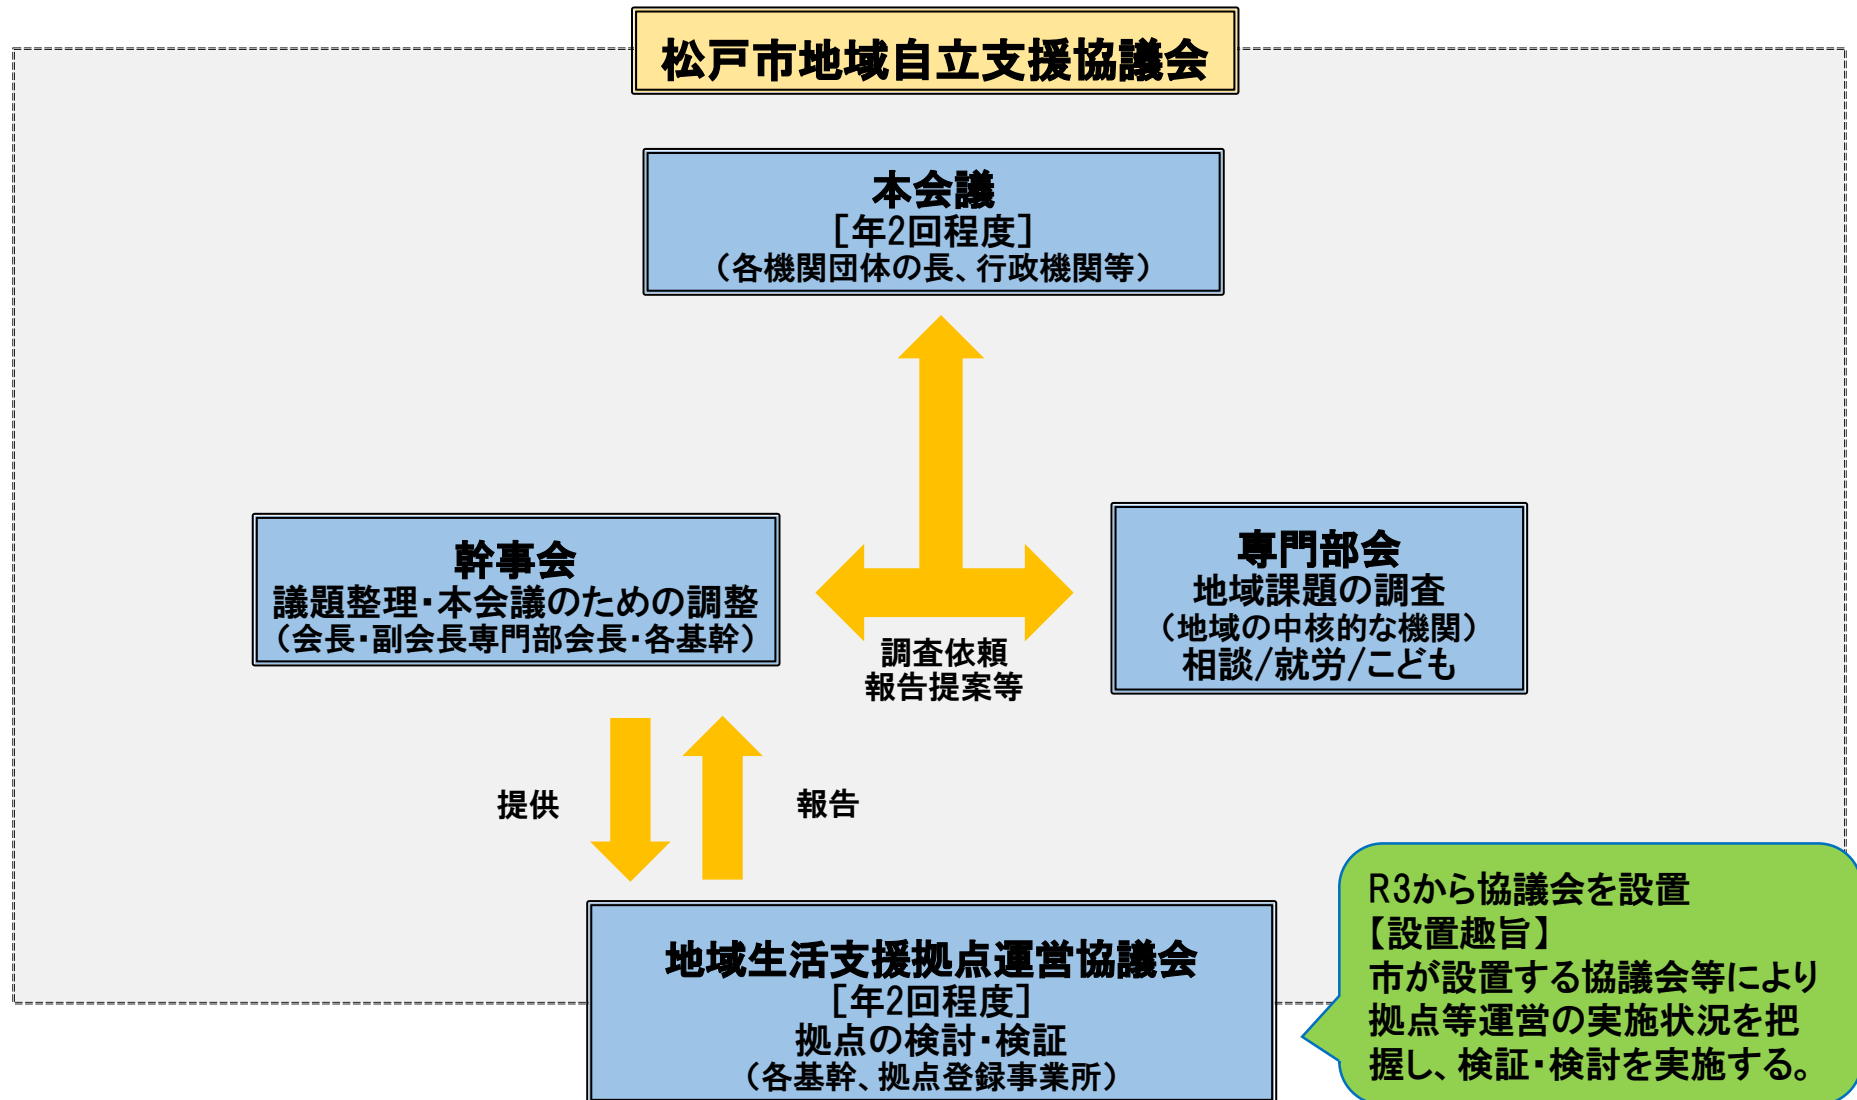 松戸市地域自立支援協議会
本会議
[年2回程度]
（各機関団体の長、行政機関等）
幹事会
議題整理・本会議のための調整
（会長・副会長専門部会長・各基幹）
専門部会
地域課題の調査
（地域の中核的な機関）
相談/就労/こども
調査依頼
報告提案等
提供
報告
地域生活支援拠点運営協議会
[年2回程度]
拠点の検討・検証
（各基幹、拠点登録事業所）
R3から協議会を設置
【設置趣旨】
市が設置する協議会等により
拠点等運営の実施状況を把
握し、検証・検討を実施する。